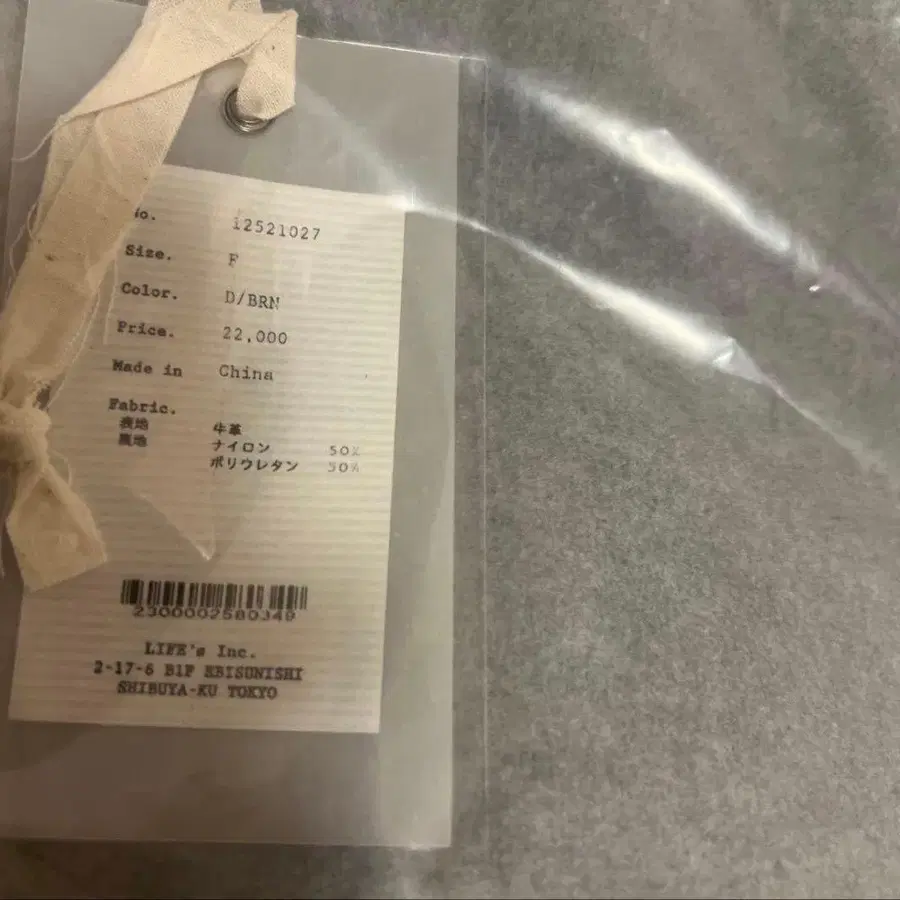 No. 12521027
Size. F
Color. D/BRN
Price. 22,000
Made in China
Fabric.
表地 牛革
裏地 ナイロン 50%
ポリウレタン 50%
2300002580349
LIFE's Inc.
2-17-6 B1F EBISUNISHI
SHIBUYA-KU TOKYO